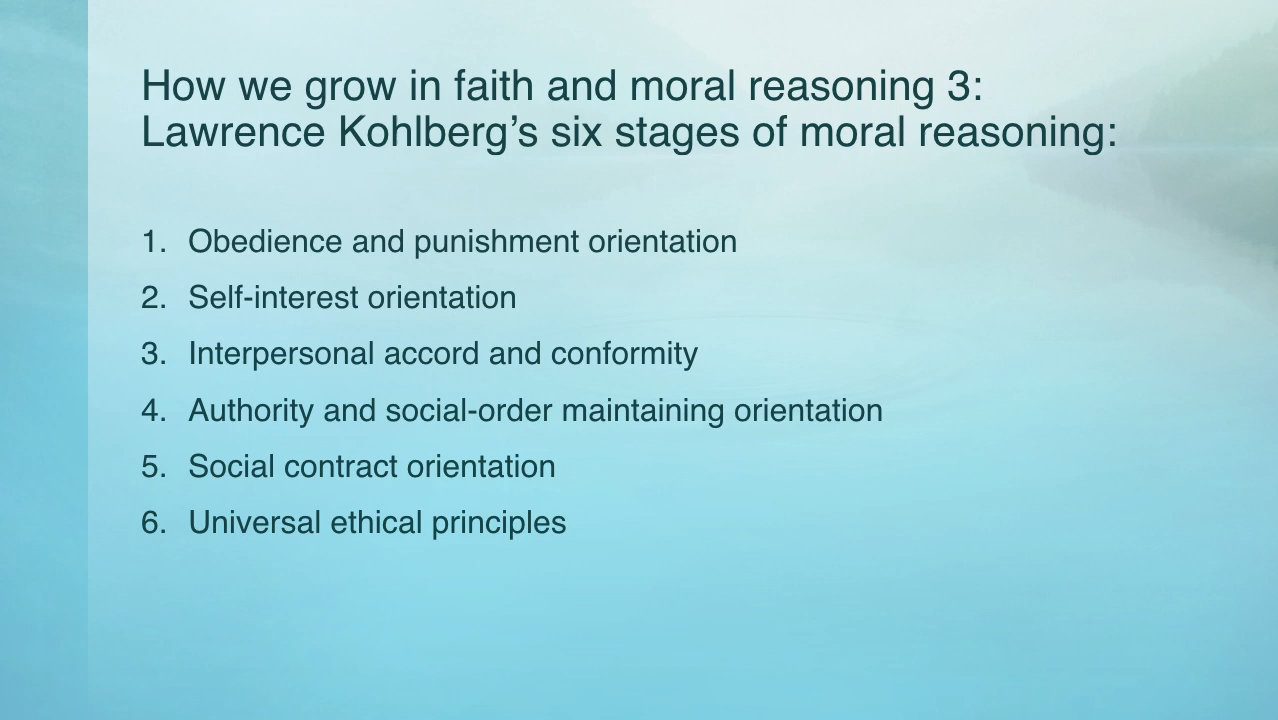 How we grow in faith and moral reasoning 3:
Lawrence Kohlberg’s six stages of moral reasoning:
1. Obedience and punishment orientation
2. Self-interest orientation
3. Interpersonal accord and conformity
4. Authority and social-order maintaining orientation
5. Social contract orientation
6. Universal ethical principles